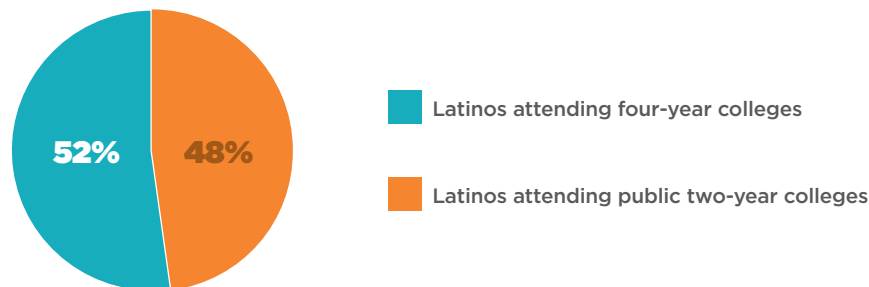 52%
48%
Latinos attending four-year colleges
Latinos attending public two-year colleges